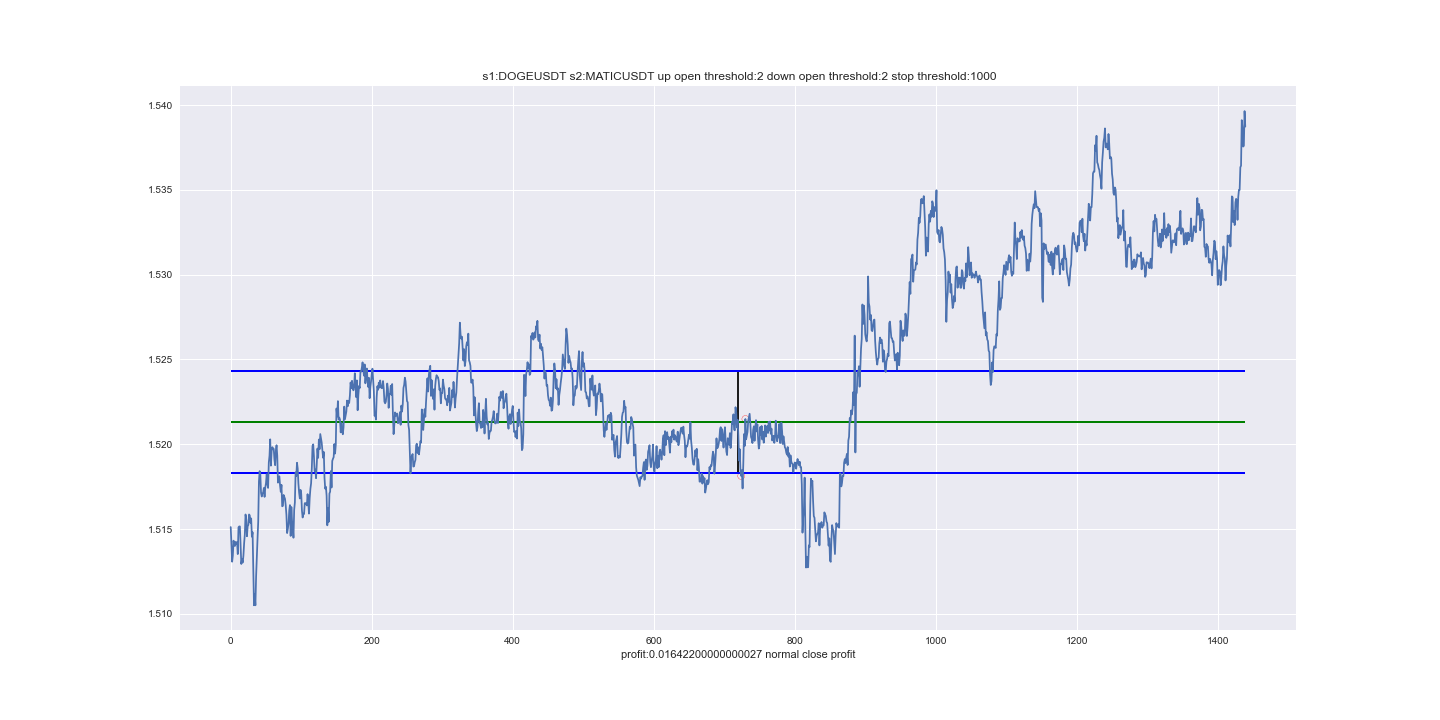 s1:DOGEUSDT s2:MATICUSDT up open threshold:2 down open threshold:2 stop threshold:1000
1.540
1.535
1.530
1.525
1.520
1.515
1.510
0 200 400 600 800 1000 1200 1400
profit:0.01642200000000027 normal close profit